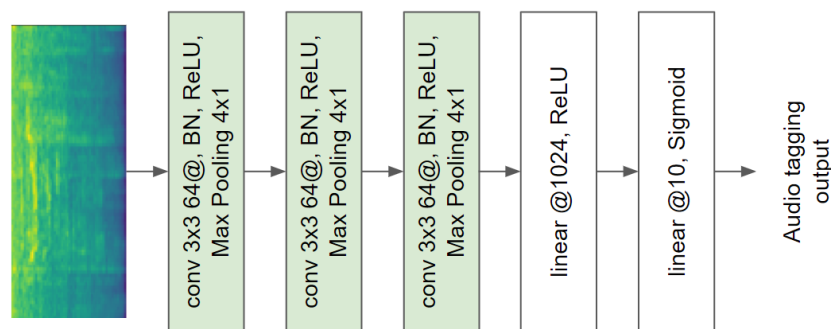 conv 3x3 64@, BN, ReLU,
Max Pooling 4x1
conv 3x3 64@, BN, ReLU,
Max Pooling 4x1
conv 3x3 64@, BN, ReLU,
Max Pooling 4x1
linear @1024, ReLU
linear @10, Sigmoid
Audio tagging
output